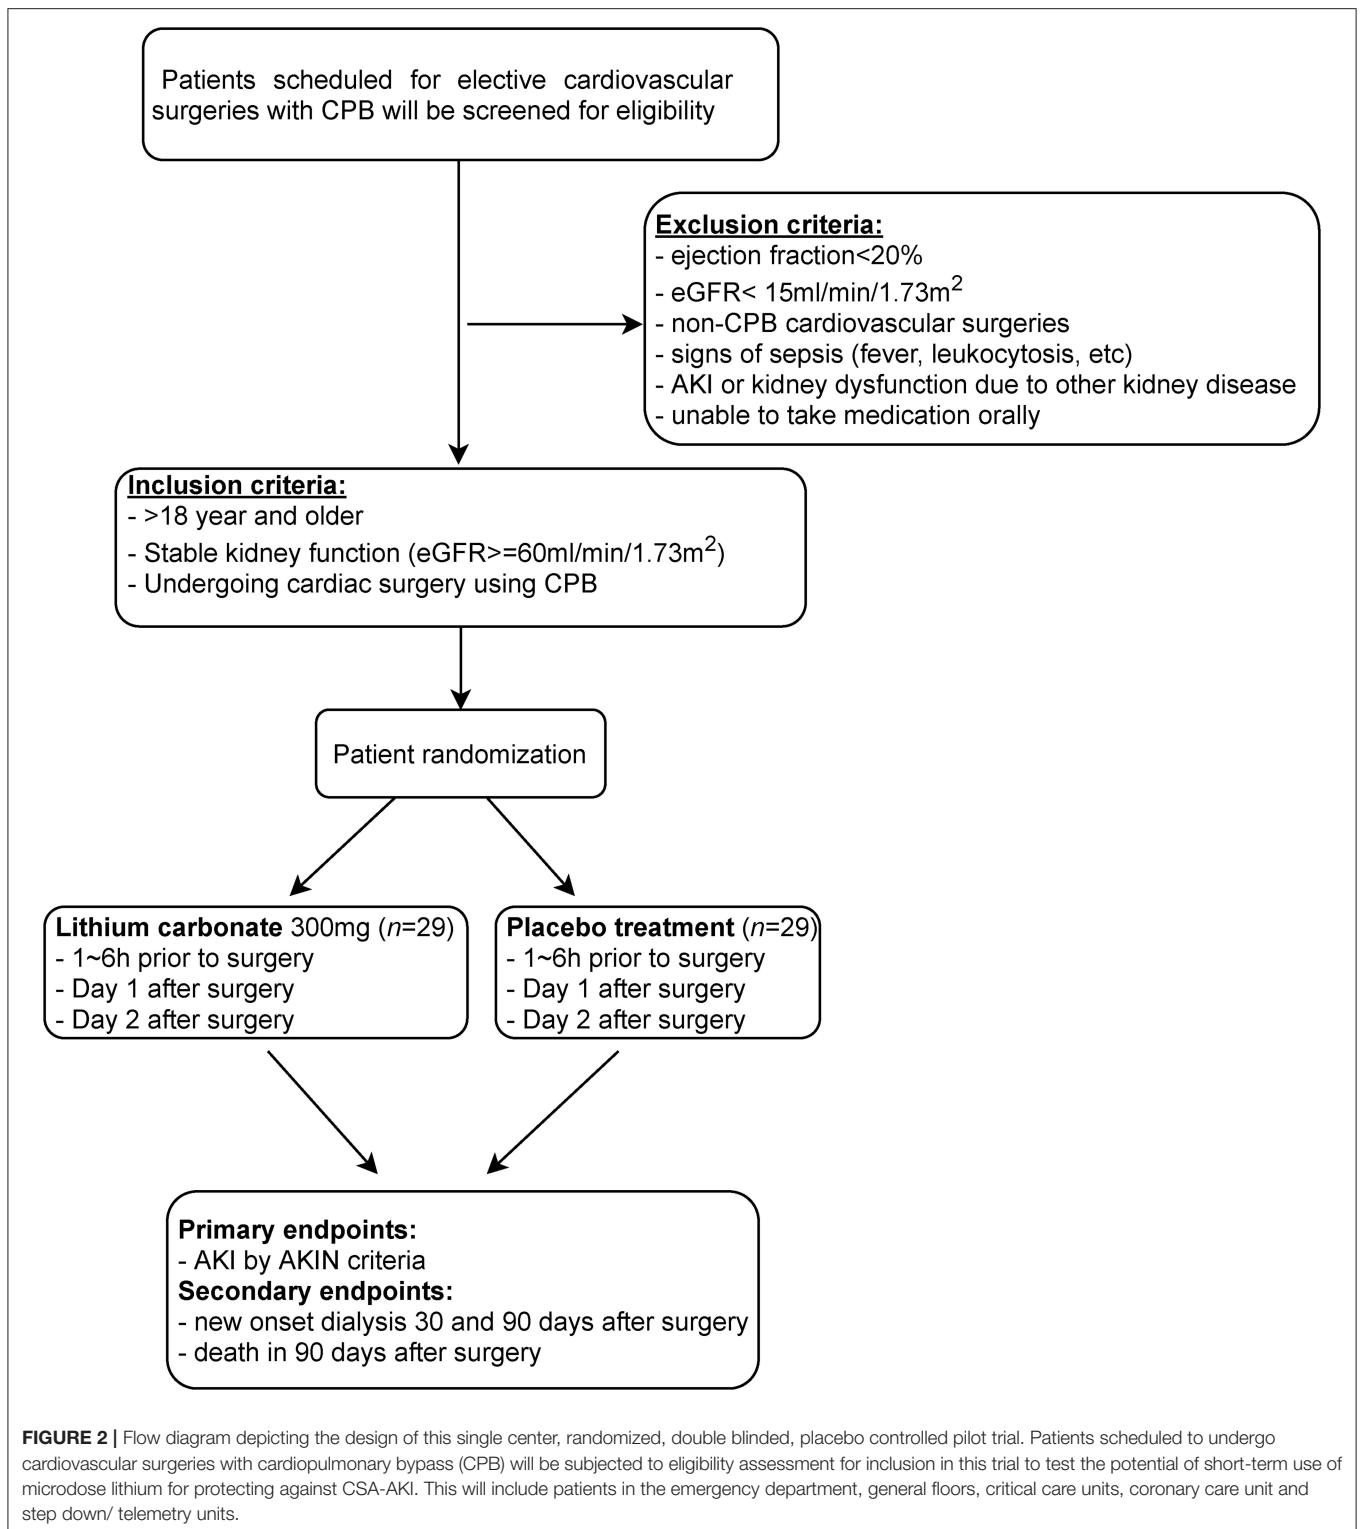 Patients scheduled for elective cardiovascular
surgeries with CPB will be screened for eligibility
Exclusion criteria:
- ejection fraction<20%
- eGFR< 15ml/min/1.73m²
- non-CPB cardiovascular surgeries
- signs of sepsis (fever, leukocytosis, etc)
- AKI or kidney dysfunction due to other kidney disease
- unable to take medication orally
Inclusion criteria:
- >18 year and older
- Stable kidney function (eGFR>=60ml/min/1.73m²)
- Undergoing cardiac surgery using CPB
Patient randomization
Lithium carbonate 300mg (n=29)
- 1~6h prior to surgery
- Day 1 after surgery
- Day 2 after surgery
Placebo treatment (n=29)
- 1~6h prior to surgery
- Day 1 after surgery
- Day 2 after surgery
Primary endpoints:
- AKI by AKIN criteria
Secondary endpoints:
- new onset dialysis 30 and 90 days after surgery
- death in 90 days after surgery
FIGURE 2 | Flow diagram depicting the design of this single center, randomized, double blinded, placebo controlled pilot trial. Patients scheduled to undergo
cardiovascular surgeries with cardiopulmonary bypass (CPB) will be subjected to eligibility assessment for inclusion in this trial to test the potential of short-term use of
microdose lithium for protecting against CSA-AKI. This will include patients in the emergency department, general floors, critical care units, coronary care unit and
step down/ telemetry units.